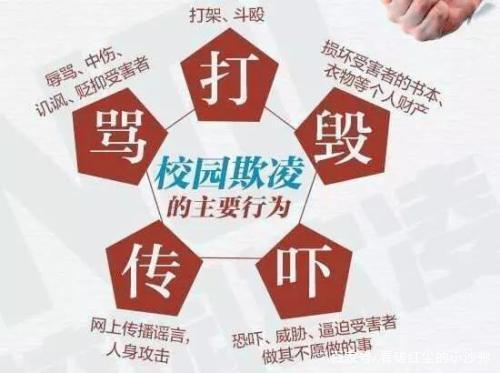 打架、斗殴
打
辱骂、中伤、
讥讽、贬抑受害者
骂
损坏受害者的书本、
衣物等个人财产
毁
校园欺凌
的主要行为
传
网上传播谣言，
人身攻击
吓
恐吓、威胁、逼迫受害者
做其不愿做的事